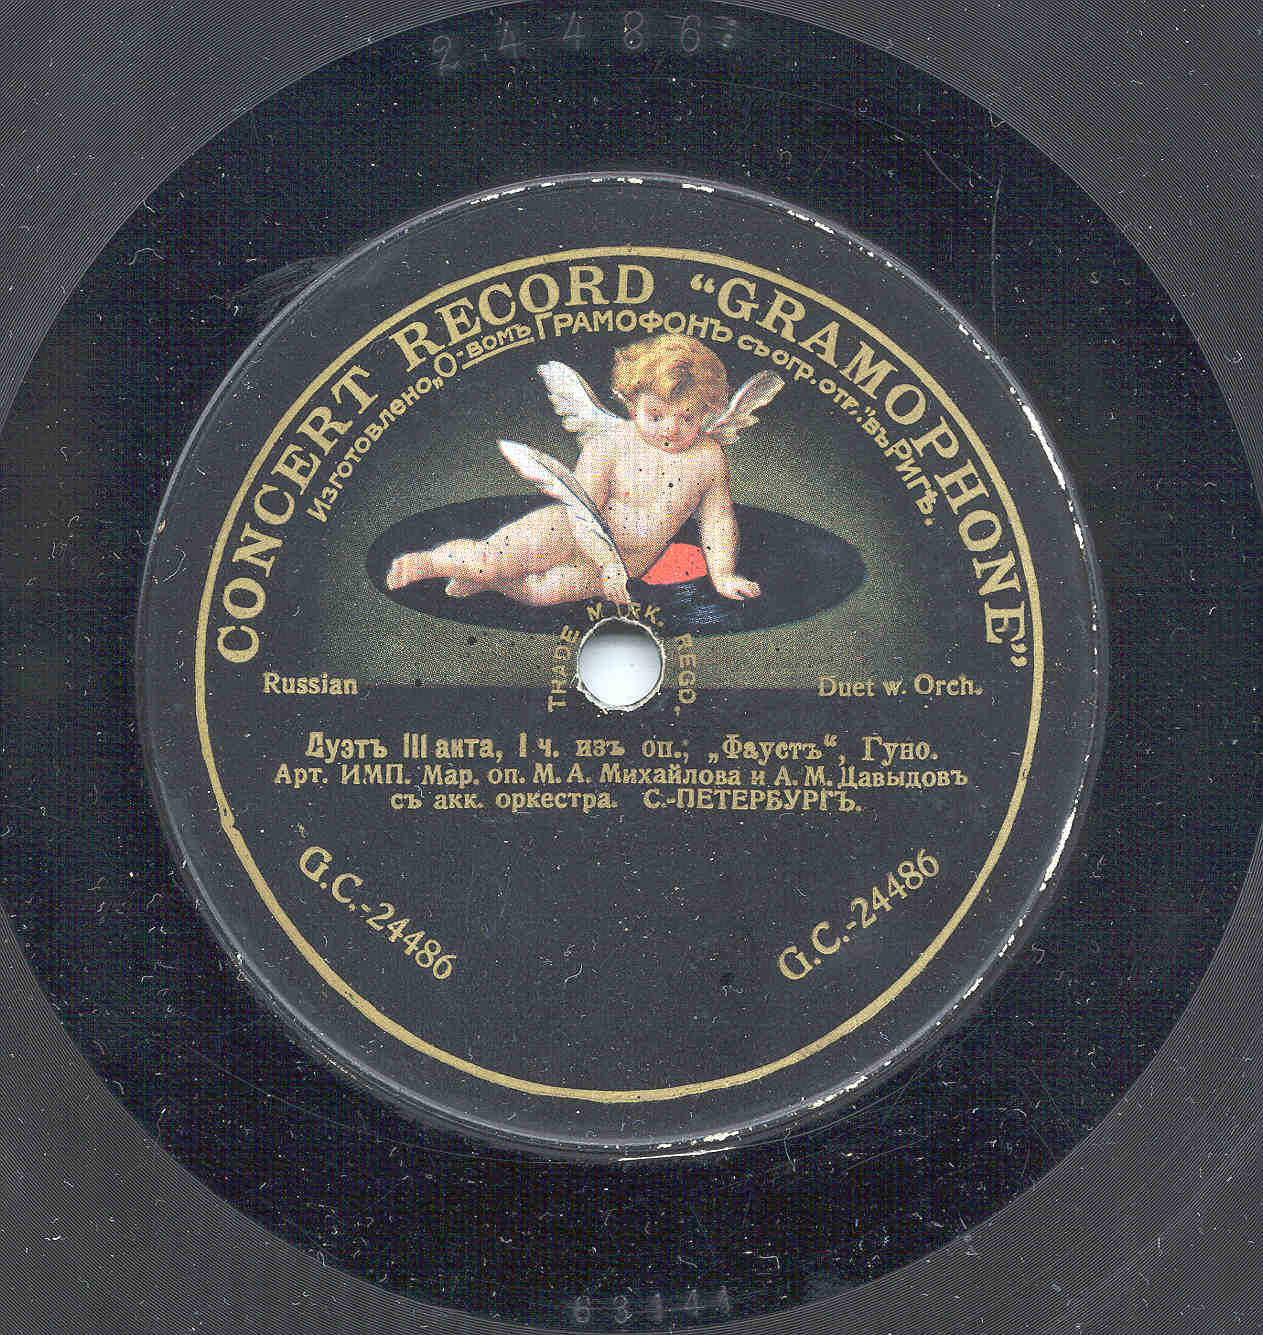 24486
CONCERT RECORD “GRAMOPHONE”
Изготовлено „О-вомъ ГРАМОФОНЪ съ огр. отв.“ въ РИГѢ.
TRADE MARK. REGD.
Russian
Duet w. Orch.
Дуэтъ III акта, I ч. изъ оп.; „Фаустъ“, Гуно.
Арт. ИМП. Мар. оп. М. А. Михайлова и А. М. Давыдовъ
съ акк. оркестра. С.-ПЕТЕРБУРГЪ.
G.C.-24486
G.C.-24486